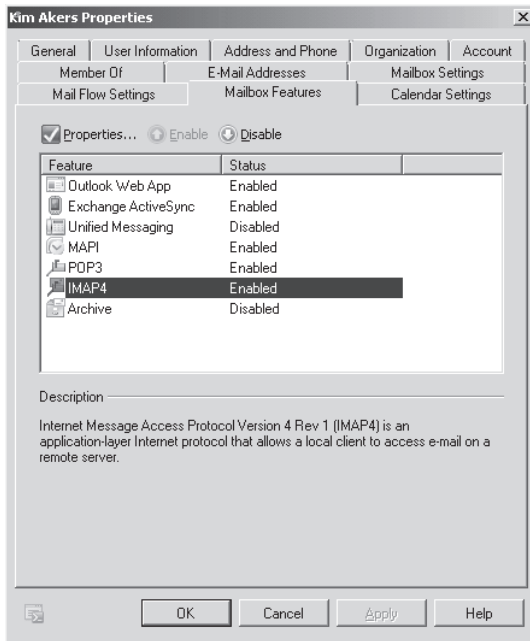 Kim Akers Properties
General User Information Address and Phone Organization Account
Member Of E-Mail Addresses Mailbox Settings
Mail Flow Settings Mailbox Features Calendar Settings
Properties... Enable Disable
Feature Status
Outlook Web App Enabled
Exchange ActiveSync Enabled
Unified Messaging Disabled
MAPI Enabled
POP3 Enabled
IMAP4 Enabled
Archive Disabled
Description
Internet Message Access Protocol Version 4 Rev 1 (IMAP4) is an
application-layer Internet protocol that allows a local client to access e-mail on a
remote server.
OK Cancel Apply Help